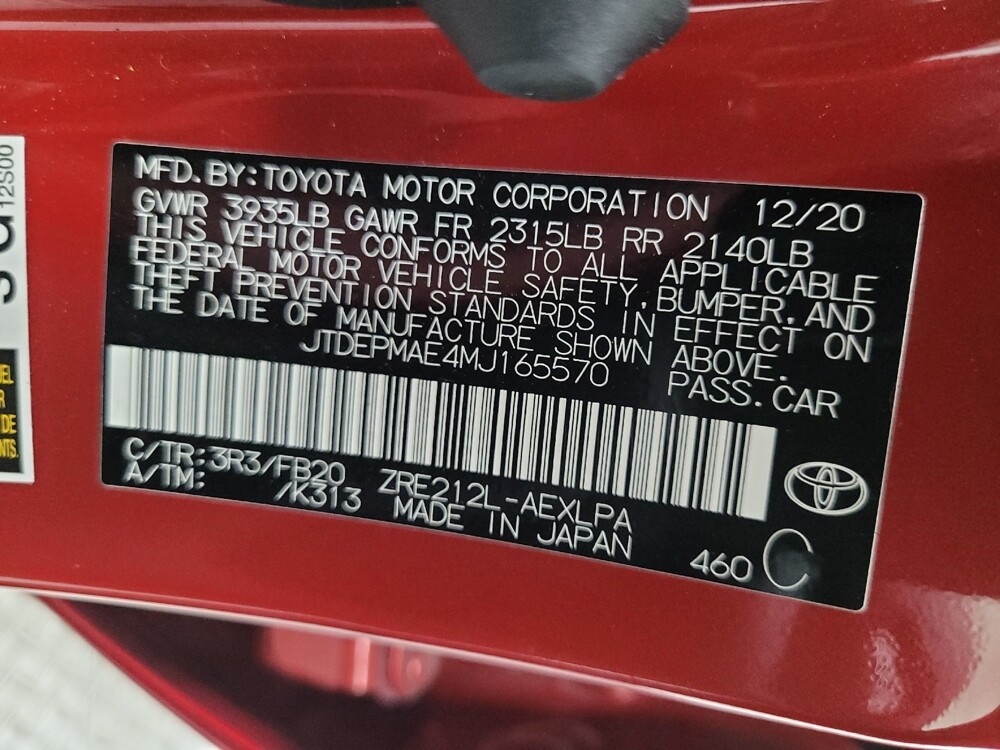 12S00
MFD. BY: TOYOTA MOTOR CORPORATION 12/20
GVWR 3935LB GAWR FR 2315LB RR 2140LB
THIS VEHICLE CONFORMS TO ALL APPLICABLE
FEDERAL MOTOR VEHICLE SAFETY, BUMPER, AND
THEFT PREVENTION STANDARDS IN EFFECT ON
THE DATE OF MANUFACTURE SHOWN ABOVE.
JTDEPMAE4MJ165570 PASS. CAR
C/TR: 3R3/FB20 ZRE212L-AEXLPA
A/TM: /K313 MADE IN JAPAN
460 C